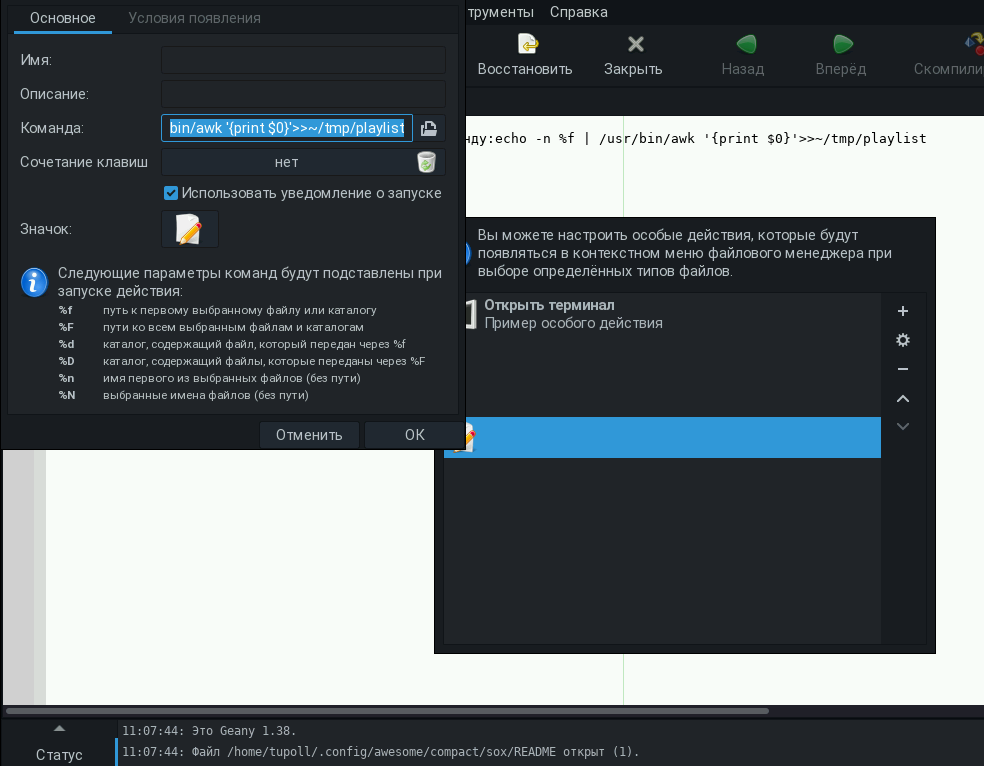 Основное Условия появления
трументы Справка
Имя:
Описание:
Команда: bin/awk '{print $0}'>>~/tmp/playlist
Сочетание клавиш нет
Использовать уведомление о запуске
Значок:
Следующие параметры команд будут подставлены при
запуске действия:
%f путь к первому выбранному файлу или каталогу
%F пути ко всем выбранным файлам и каталогам
%d каталог, содержащий файл, который передан через %f
%D каталог, содержащий файлы, которые переданы через %F
%n имя первого из выбранных файлов (без пути)
%N выбранные имена файлов (без пути)
Отменить ОК
Восстановить Закрыть Назад Вперёд Скомпили
нду:echo -n %f | /usr/bin/awk '{print $0}'>>~/tmp/playlist
Вы можете настроить особые действия, которые будут
появляться в контекстном меню файлового менеджера при
выборе определённых типов файлов.
Открыть терминал
Пример особого действия
Статус
11:07:44: Это Geany 1.38.
11:07:44: Файл /home/tupoll/.config/awesome/compact/sox/README открыт (1).